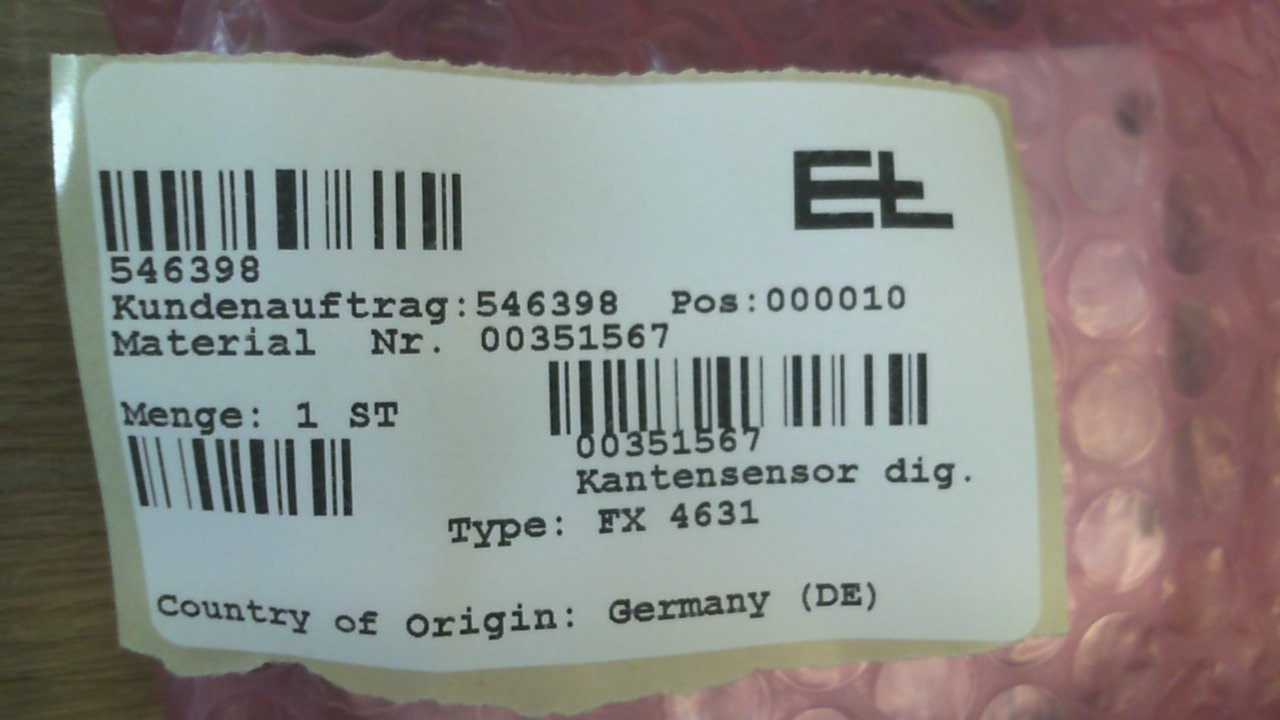 EL
546398
Kundenauftrag:546398 Pos:000010
Material Nr. 00351567
Menge: 1 ST
00351567
Kantensensor dig.
Type: FX 4631
Country of Origin: Germany (DE)